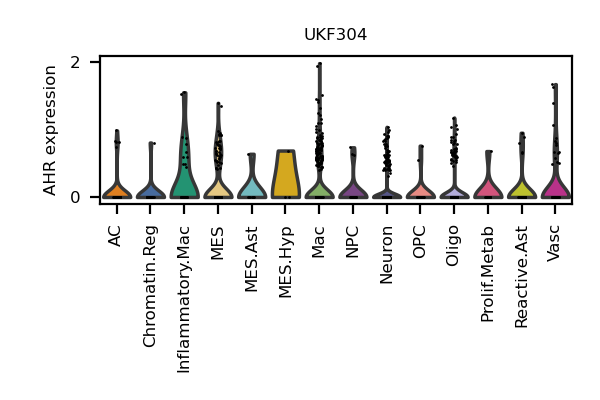 UKF304
AHR expression
2
0
AC
Chromatin.Reg
Inflammatory.Mac
MES
MES.Ast
MES.Hyp
Mac
NPC
Neuron
OPC
Oligo
Prolif.Metab
Reactive.Ast
Vasc